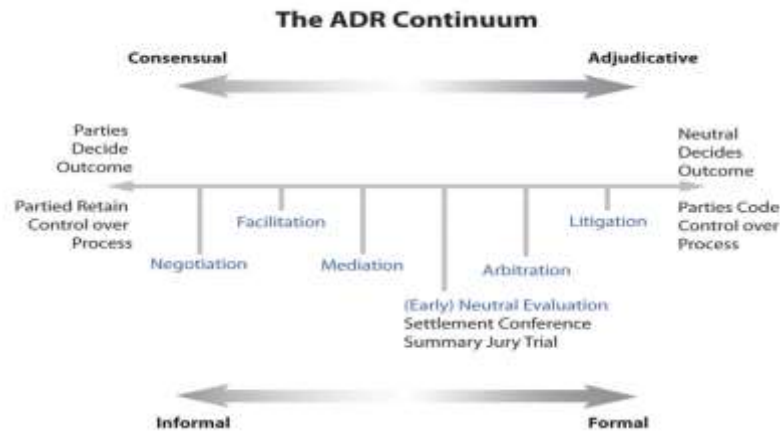 The ADR Continuum
Consensual
Adjudicative
Parties
Decide
Outcome
Neutral
Decides
Outcome
Partied Retain
Control over
Process
Parties Code
Control over
Process
Negotiation
Facilitation
Mediation
(Early) Neutral Evaluation
Settlement Conference
Summary Jury Trial
Arbitration
Litigation
Informal
Formal